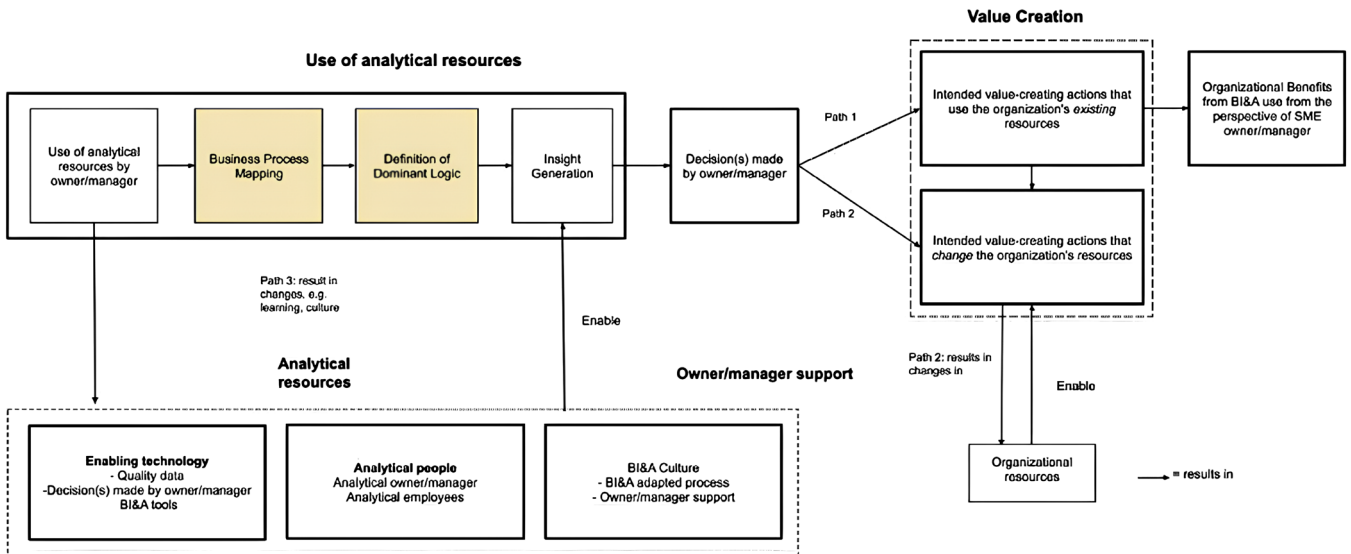 Value Creation
Use of analytical resources
Use of analytical
resources by
owner/manager
Business Process
Mapping
Definition of
Dominant Logic
Insight
Generation
Decision(s) made
by owner/manager
Path 1
Path 2
Intended value-creating actions that
use the organization's existing
resources
Organizational Benefits
from BI&A use from the
perspective of SME
owner/manager
Intended value-creating actions that
change the organization's resources
Path 3: result in
changes, e.g.
learning, culture
Enable
Path 2: results in
changes in
Enable
Analytical
resources
Owner/manager support
Enabling technology
- Quality data
-Decision(s) made by owner/manager
BI&A tools
Analytical people
Analytical owner/manager
Analytical employees
BI&A Culture
- BI&A adapted process
- Owner/manager support
Organizational
resources
= results in